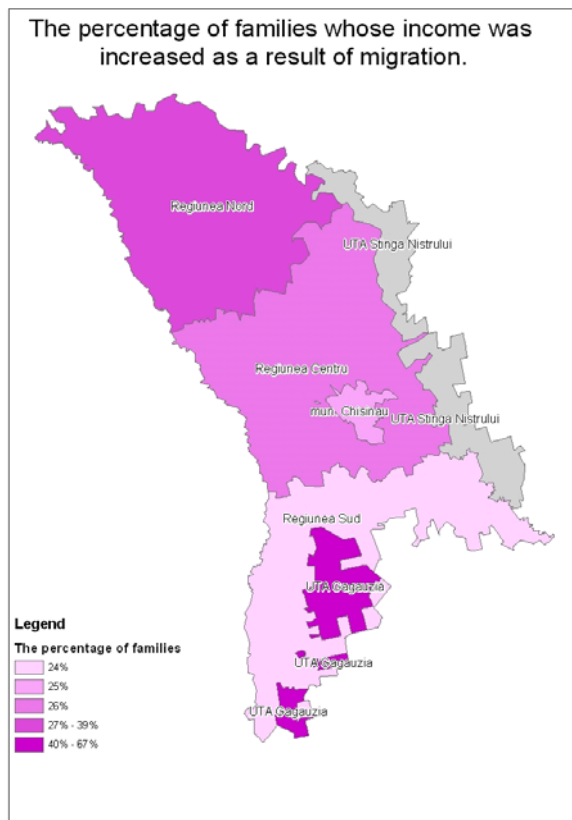 The percentage of families whose income was
increased as a result of migration.
Regiunea Nord
UTA Stinga Nistrului
Regiunea Centru
mun. Chisinau
UTA Stinga Nistrului
Regiunea Sud
UTA Gagauzia
UTA Gagauzia
UTA Gagauzia
Legend
The percentage of families
24%
25%
26%
27% - 39%
40% - 67%